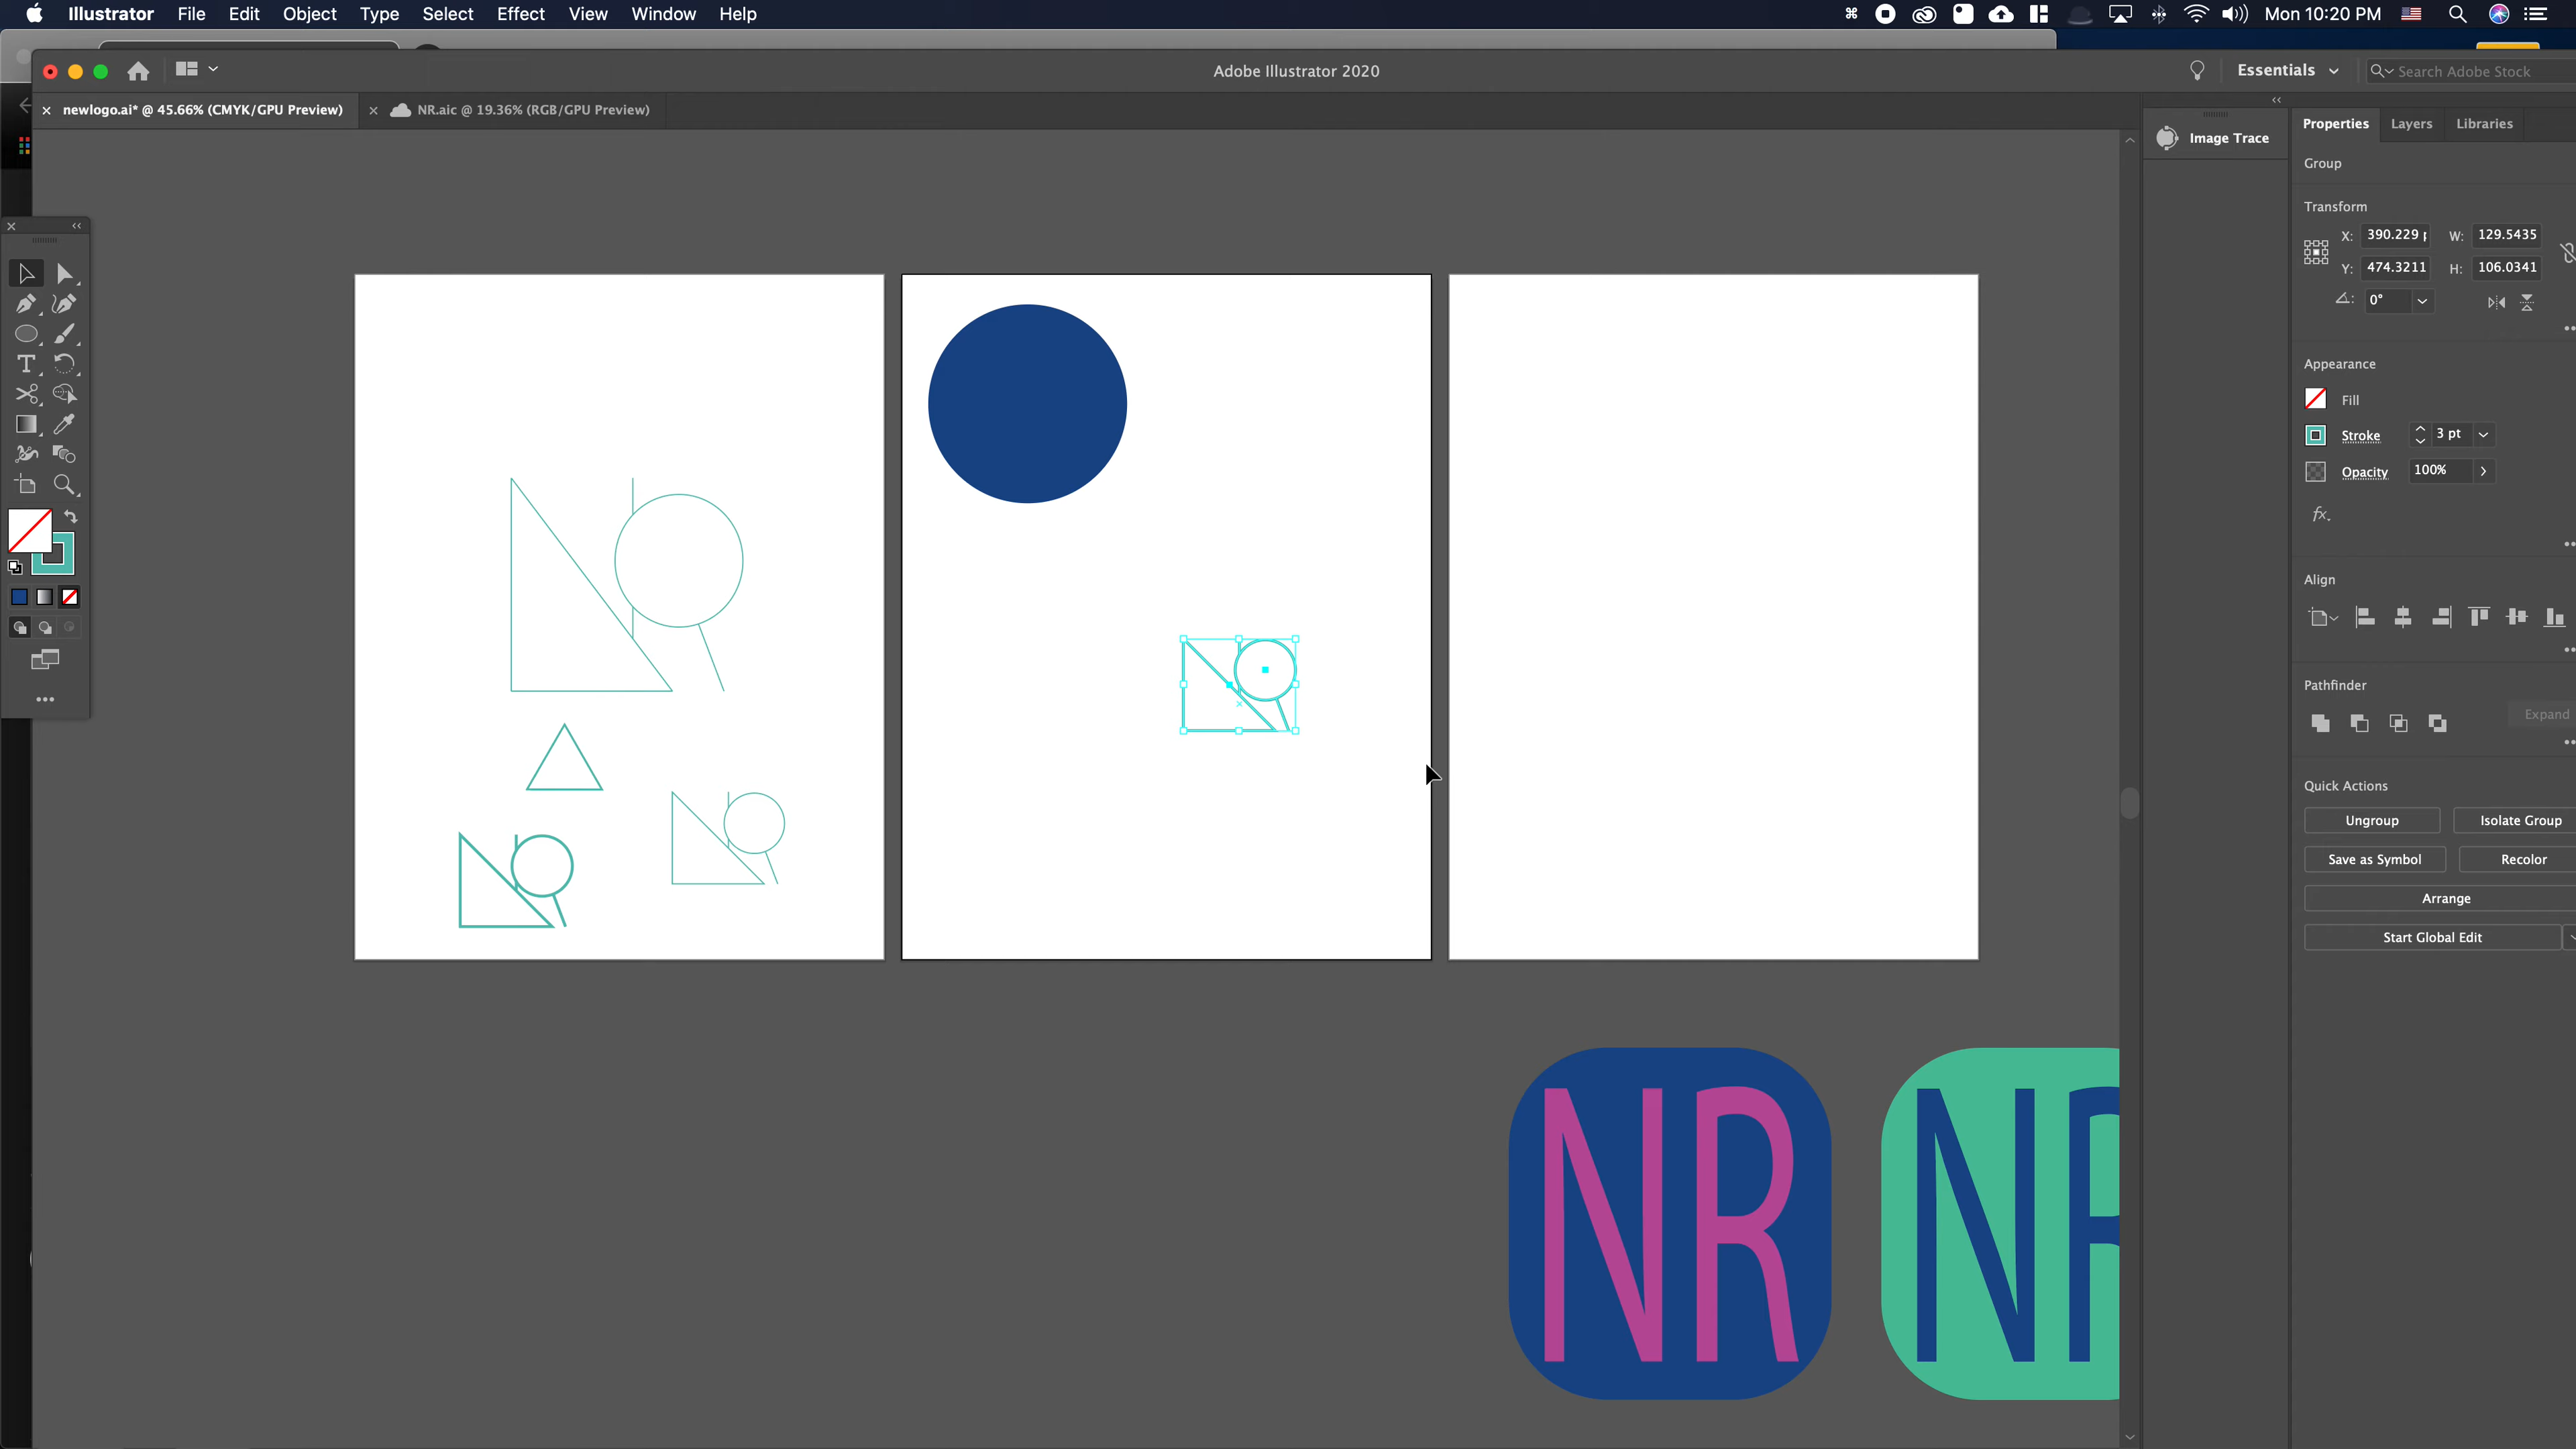 Illustrator File Edit Object Type Select Effect View Window Help
Mon 10:20 PM
Adobe Illustrator 2020
Essentials
Search Adobe Stock
newlogo.ai* @ 45.66% (CMYK/GPU Preview)
NR.aic @ 19.36% (RGB/GPU Preview)
Image Trace
Properties Layers Libraries
Group
Transform
X: 390.229 W: 129.5435
Y: 474.3211 H: 106.0341
0°
Appearance
Fill
Stroke 3 pt
Opacity 100%
fx.
Align
Pathfinder
Expand
Quick Actions
Ungroup Isolate Group
Save as Symbol Recolor
Arrange
Start Global Edit
NR
NR